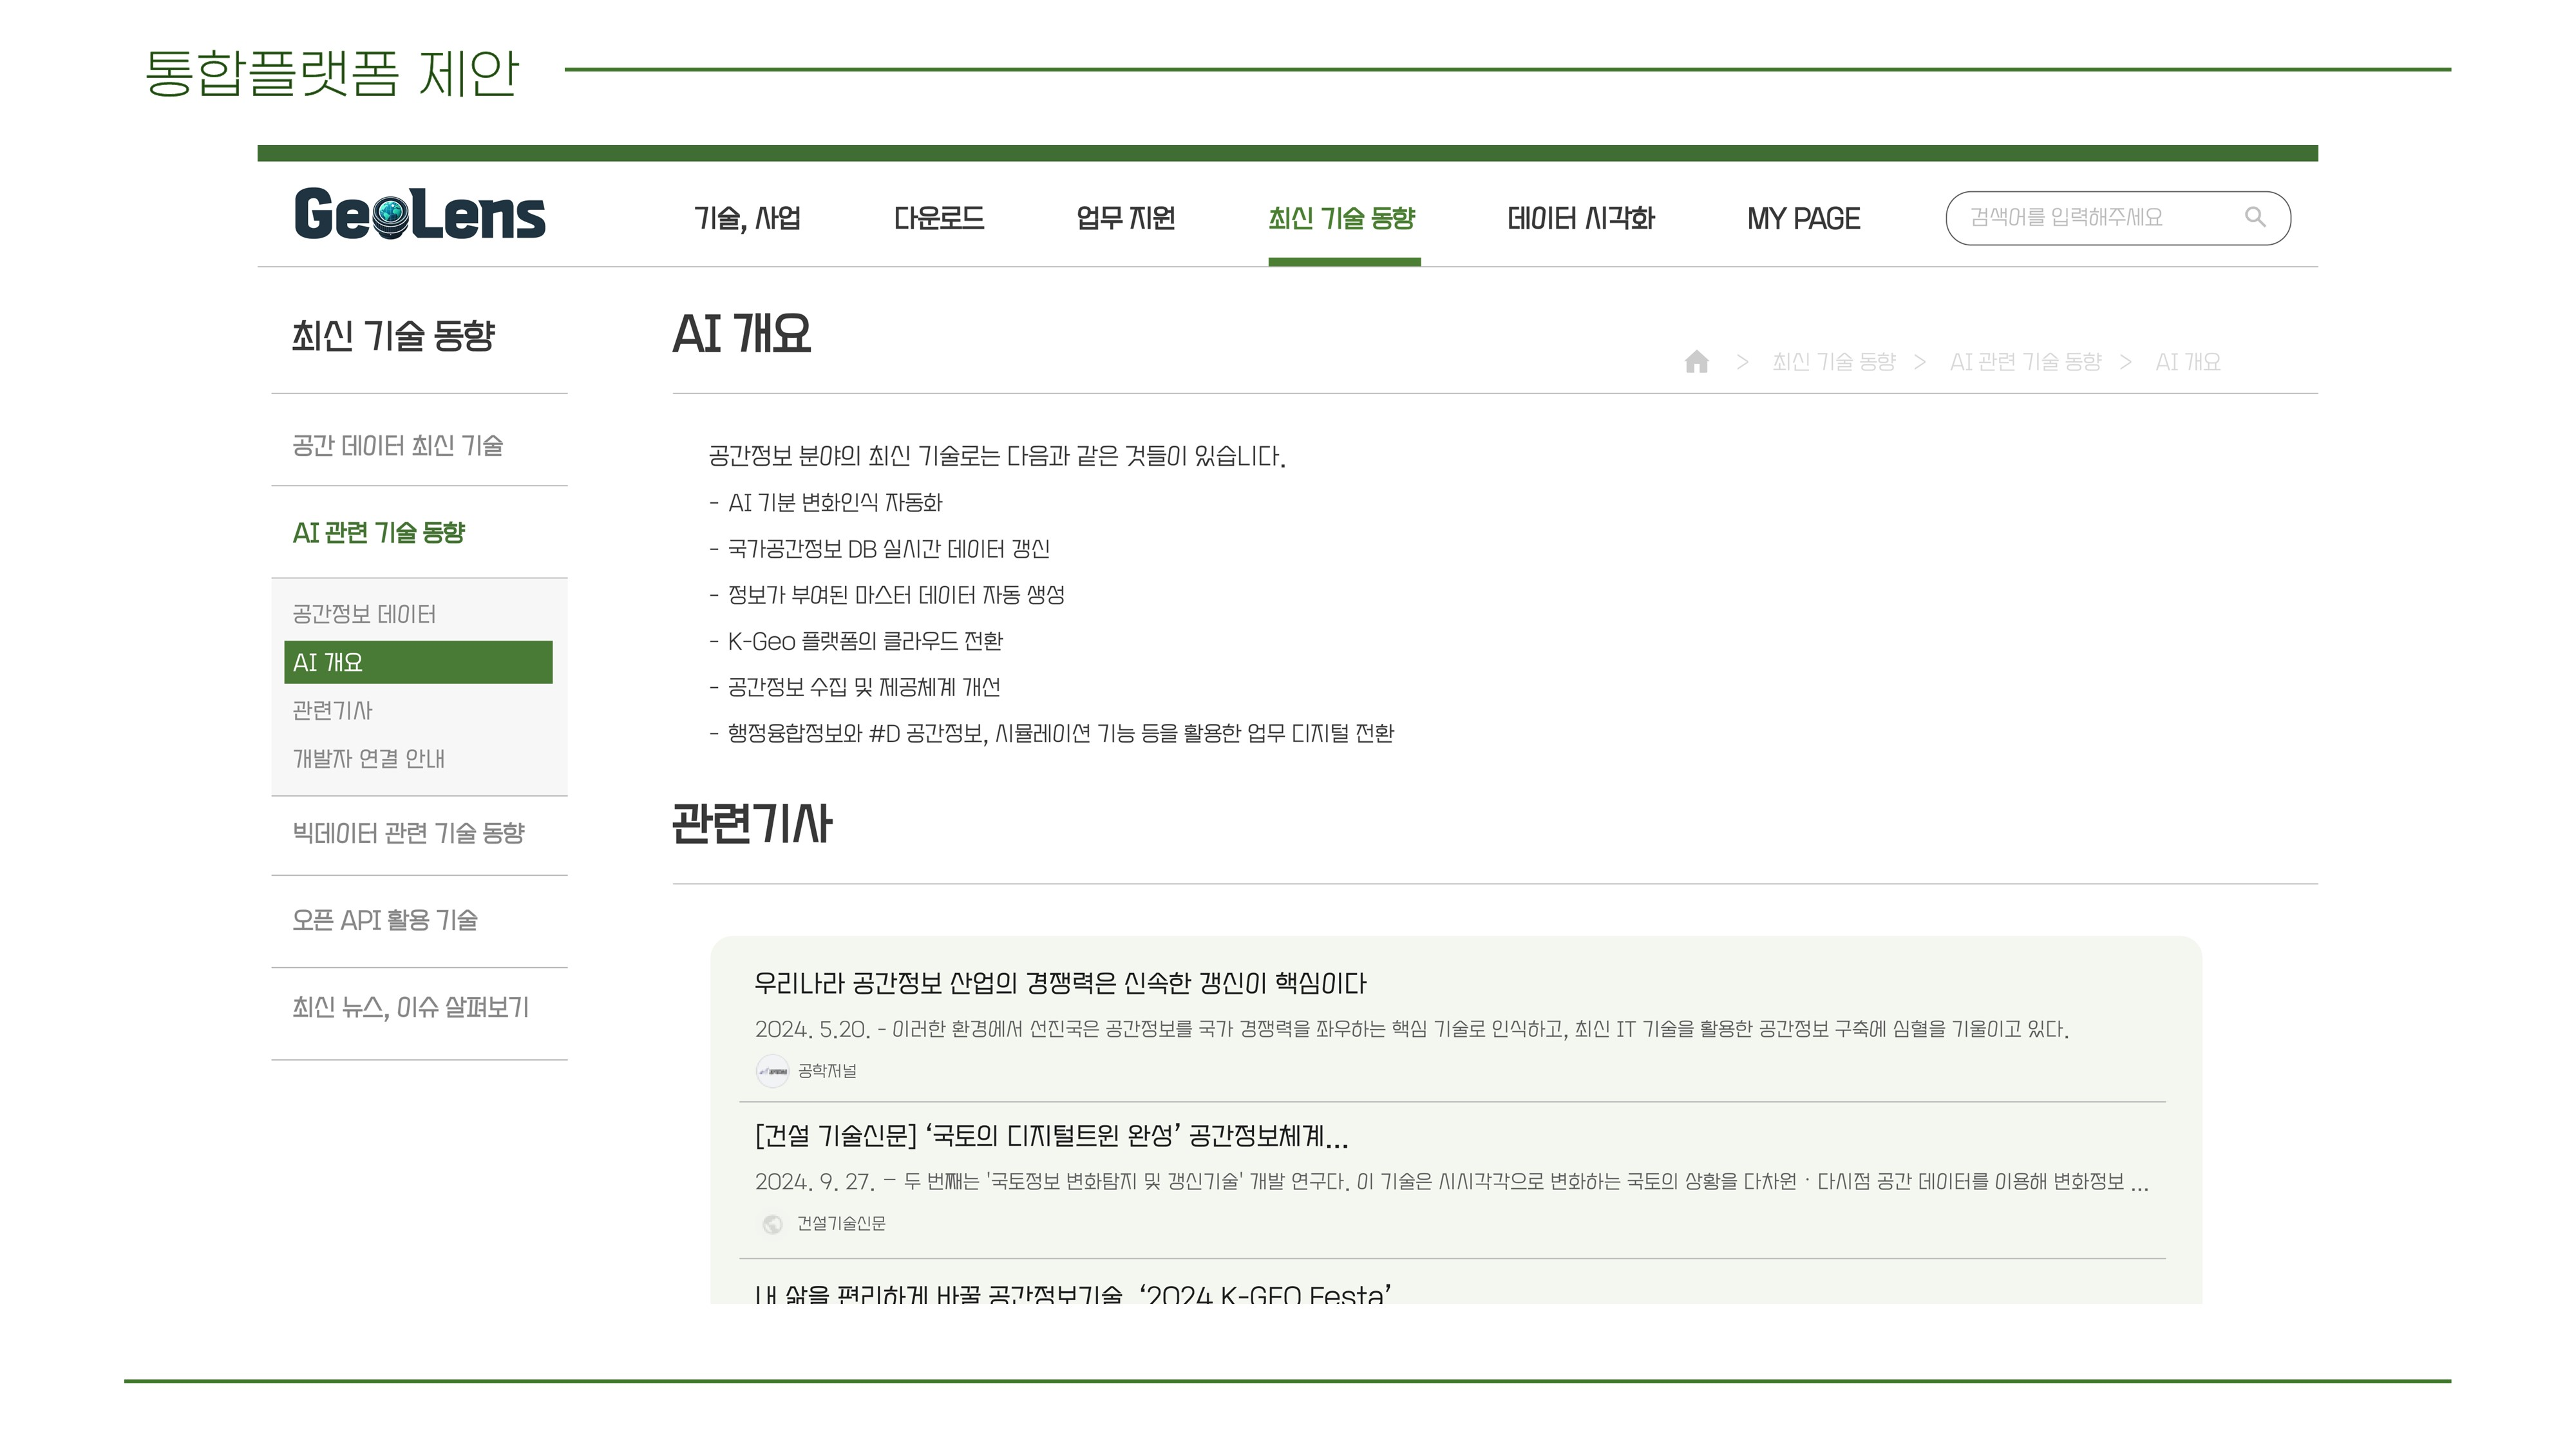 통합플랫폼 제안
GeoLens
기술, 사업
다운로드
업무 지원
최신 기술 동향
데이터 시각화
MY PAGE
검색어를 입력해주세요
최신 기술 동향
공간 데이터 최신 기술
AI 관련 기술 동향
공간정보 데이터
AI 개요
관련기사
개발자 연결 안내
빅데이터 관련 기술 동향
오픈 API 활용 기술
최신 뉴스, 이슈 살펴보기
AI 개요
> 최신 기술 동향 > AI 관련 기술 동향 > AI 개요
공간정보 분야의 최신 기술로는 다음과 같은 것들이 있습니다.
- AI 기분 변화인식 자동화
- 국가공간정보 DB 실시간 데이터 갱신
- 정보가 부여된 마스터 데이터 자동 생성
- K-Geo 플랫폼의 클라우드 전환
- 공간정보 수집 및 제공체계 개선
- 행정융합정보와 #D 공간정보, 시뮬레이션 기능 등을 활용한 업무 디지털 전환
관련기사
우리나라 공간정보 산업의 경쟁력은 신속한 갱신이 핵심이다
2024. 5.20. - 이러한 환경에서 선진국은 공간정보를 국가 경쟁력을 좌우하는 핵심 기술로 인식하고, 최신 IT 기술을 활용한 공간정보 구축에 심혈을 기울이고 있다.
공학저널
[건설 기술신문] ‘국토의 디지털트윈 완성’ 공간정보체계...
2024. 9. 27. — 두 번째는 '국토정보 변화탐지 및 갱신기술' 개발 연구다. 이 기술은 시시각각으로 변화하는 국토의 상황을 다차원 · 다시점 공간 데이터를 이용해 변화정보 ...
건설기술신문
내 삶을 편리하게 바꿀 공간정보기술, ‘2024 K-GEO Festa’